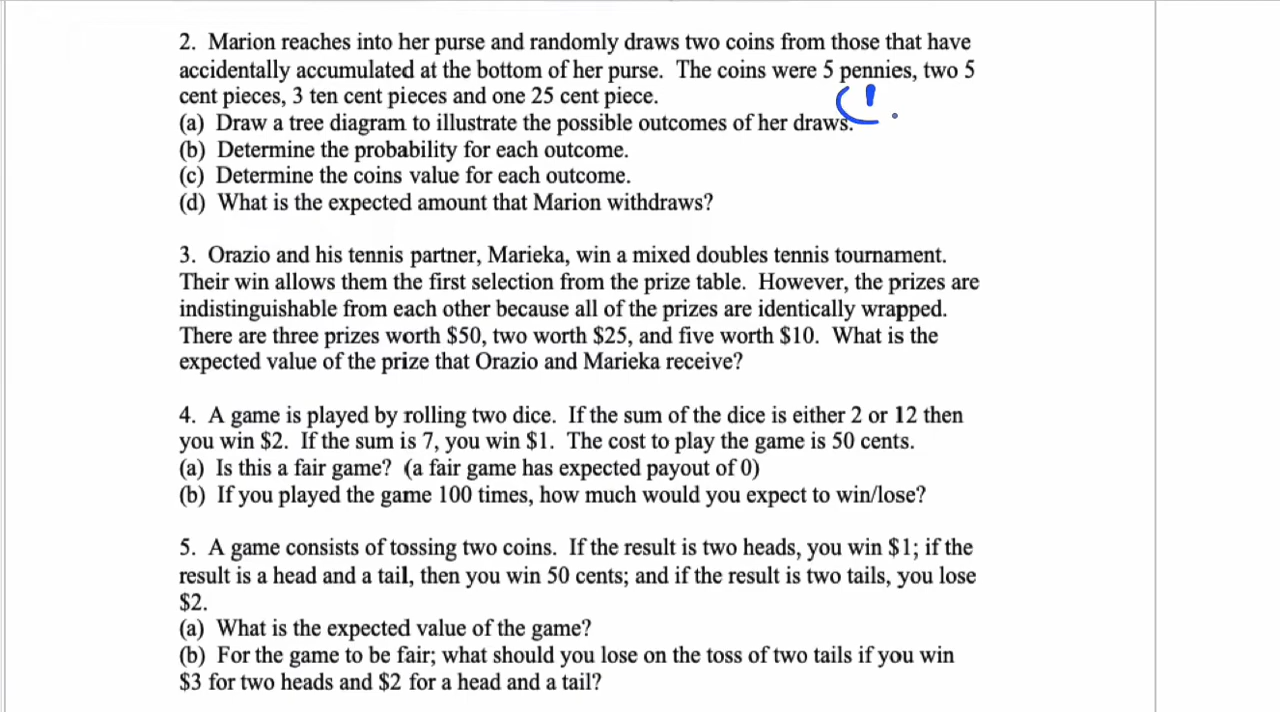 2. Marion reaches into her purse and randomly draws two coins from those that have
accidentally accumulated at the bottom of her purse. The coins were 5 pennies, two 5
cent pieces, 3 ten cent pieces and one 25 cent piece.
(a) Draw a tree diagram to illustrate the possible outcomes of her draws.
(b) Determine the probability for each outcome.
(c) Determine the coins value for each outcome.
(d) What is the expected amount that Marion withdraws?
3. Orazio and his tennis partner, Marieka, win a mixed doubles tennis tournament.
Their win allows them the first selection from the prize table. However, the prizes are
indistinguishable from each other because all of the prizes are identically wrapped.
There are three prizes worth $50, two worth $25, and five worth $10. What is the
expected value of the prize that Orazio and Marieka receive?
4. A game is played by rolling two dice. If the sum of the dice is either 2 or 12 then
you win $2. If the sum is 7, you win $1. The cost to play the game is 50 cents.
(a) Is this a fair game? (a fair game has expected payout of 0)
(b) If you played the game 100 times, how much would you expect to win/lose?
5. A game consists of tossing two coins. If the result is two heads, you win $1; if the
result is a head and a tail, then you win 50 cents; and if the result is two tails, you lose
$2.
(a) What is the expected value of the game?
(b) For the game to be fair; what should you lose on the toss of two tails if you win
$3 for two heads and $2 for a head and a tail?